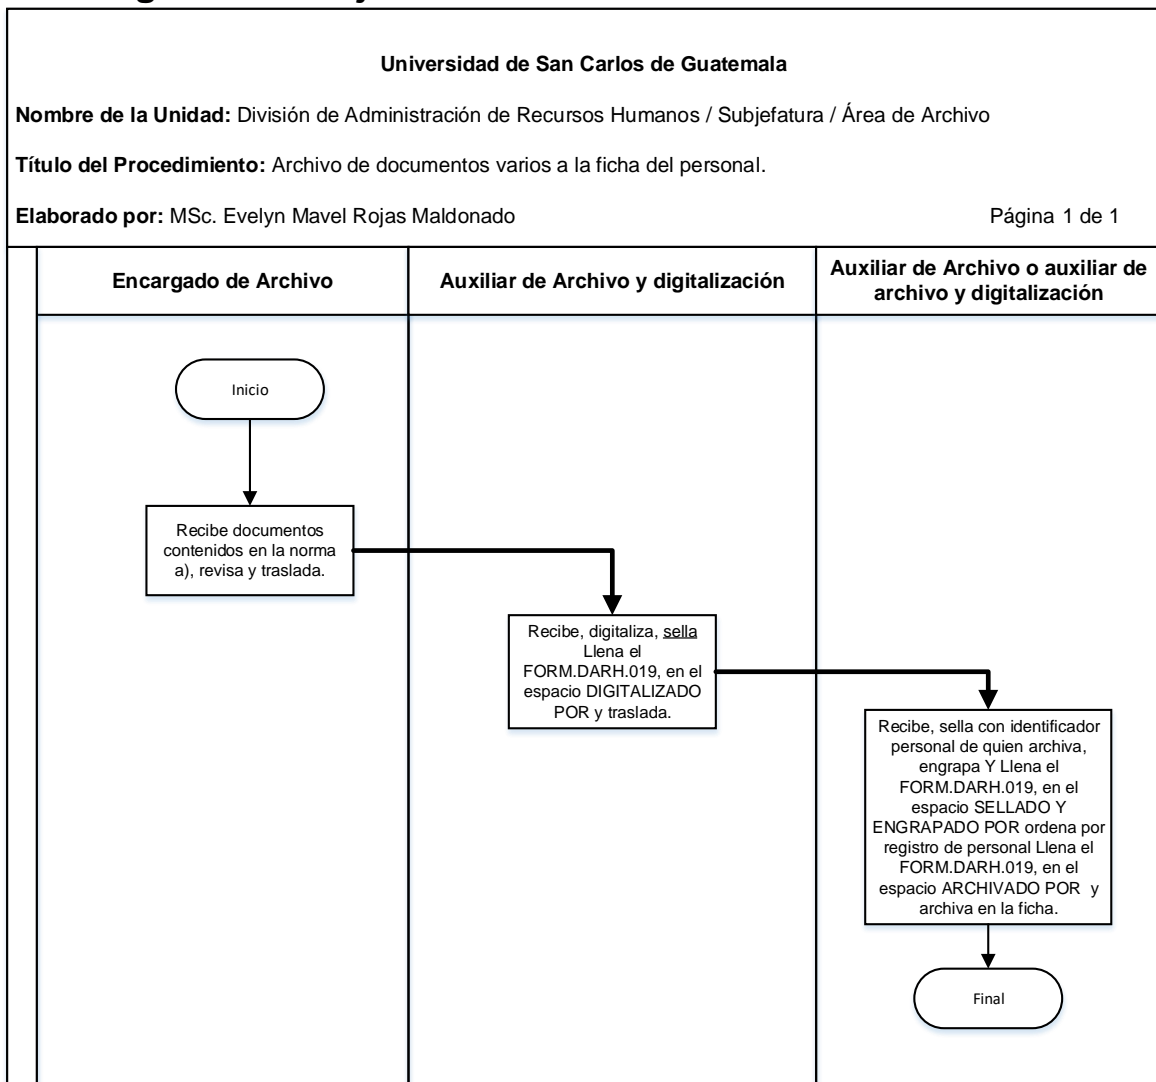 Universidad de San Carlos de Guatemala
Nombre de la Unidad: División de Administración de Recursos Humanos / Subjefatura / Área de Archivo
Título del Procedimiento: Archivo de documentos varios a la ficha del personal.
Elaborado por: MSc. Evelyn Mavel Rojas Maldonado
Página 1 de 1
Encargado de Archivo
Auxiliar de Archivo y digitalización
Auxiliar de Archivo o auxiliar de
archivo y digitalización
Inicio
Recibe documentos
contenidos en la norma
a), revisa y traslada.
Recibe, digitaliza, sella
Llena el
FORM.DARH.019, en el
espacio DIGITALIZADO
POR y traslada.
Recibe, sella con identificador
personal de quien archiva,
engrapa Y Llena el
FORM.DARH.019, en el
espacio SELLADO Y
ENGRAPADO POR ordena por
registro de personal Llena el
FORM.DARH.019, en el
espacio ARCHIVADO POR y
archiva en la ficha.
Final